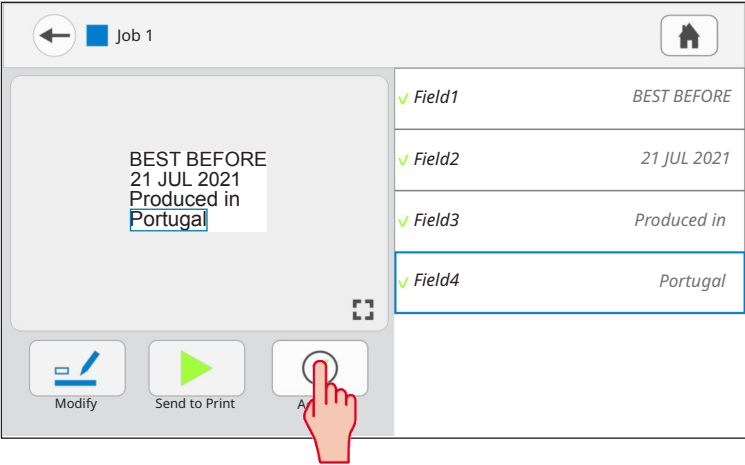 Job 1
BEST BEFORE
21 JUL 2021
Produced in
Portugal
Field1 BEST BEFORE
Field2 21 JUL 2021
Field3 Produced in
Field4 Portugal
Modify Send to Print